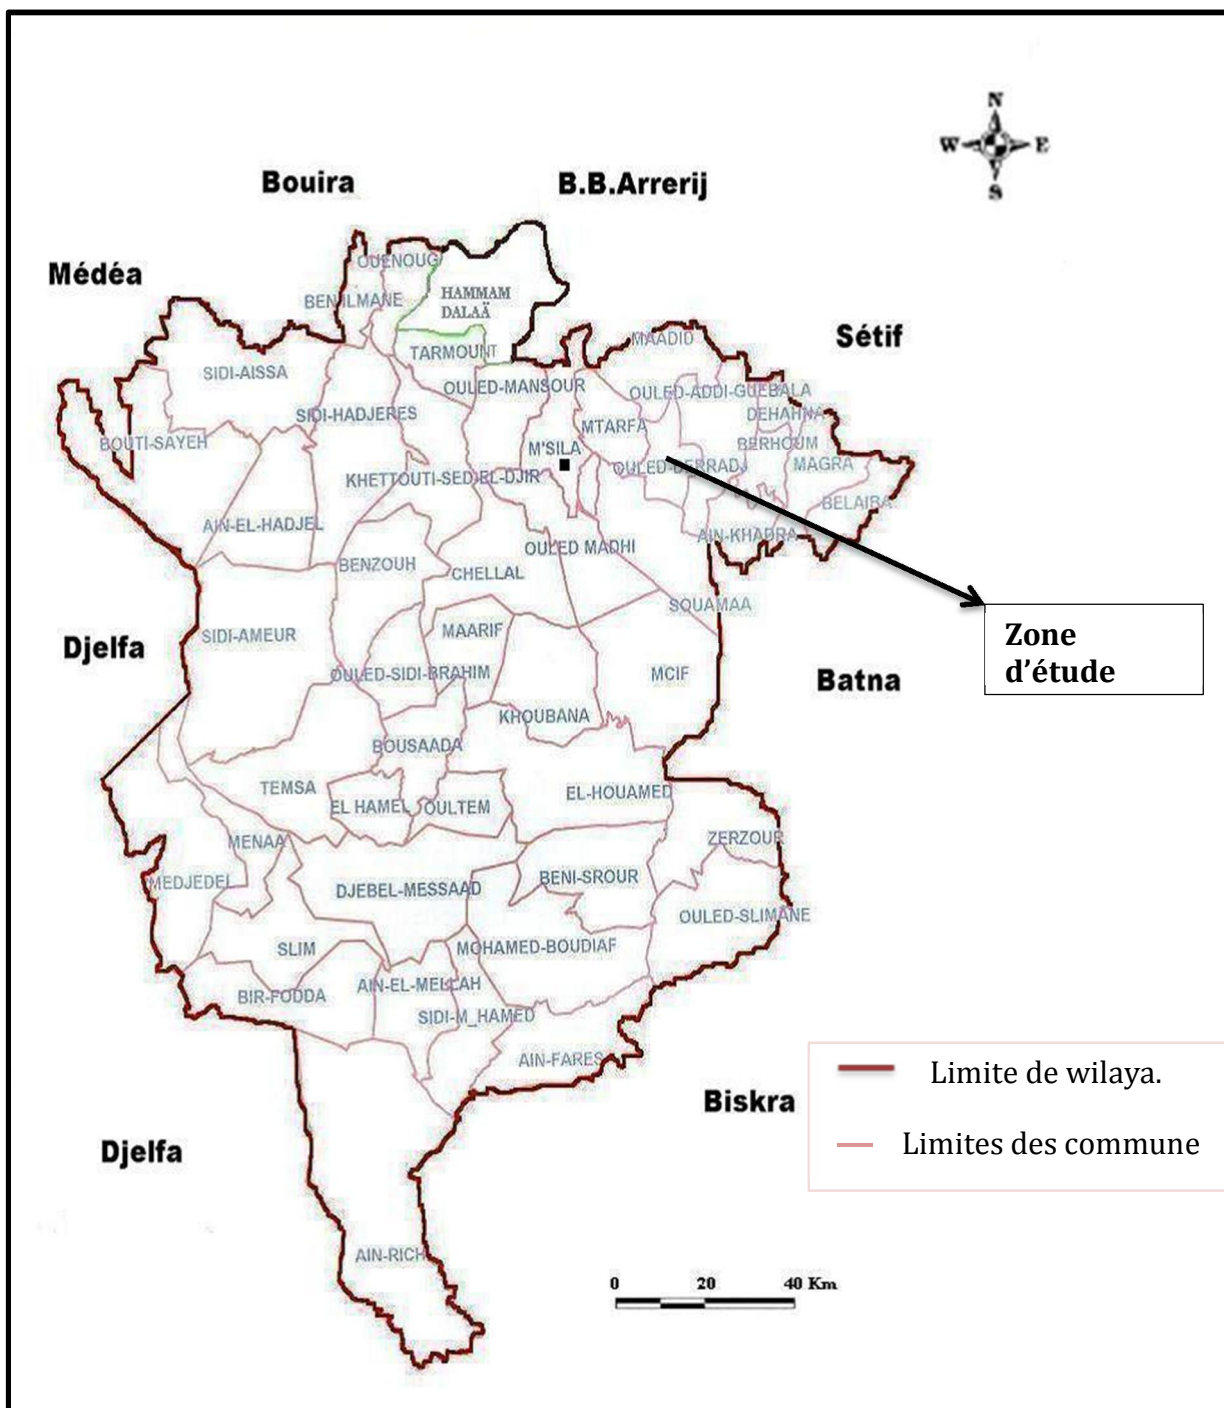 N
W
E
S
Bouira
B.B.Arrerij
Médéa
Sétif
Djelfa
Batna
Biskra
Djelfa
OUENOUG
BENIILMANE
HAMMAM
DALAÄ
TARMOUNT
MAADID
SIDI-AISSA
OULED-MANSOUR
OULED-ADDI-GUEBALA
SIDI-HADJERES
DEHAHNA
MTARFA
BOUTI-SAYEH
M'SILA
BERHOUM
KHETTOUTI-SED-EL-DJIR
OULED-DERRADJ
MAGRA
BELAIRA
AIN-EL-HADJEL
AIN-KHADRA
OULED MADHI
BENZOUH
CHELLAL
SOUAMAA
SIDI-AMEUR
MAARIF
OULED-SIDI-BRAHIM
MCIF
KHOUBANA
BOUSAADA
TEMSA
EL HAMEL
OULTEM
EL-HOUAMED
MENAA
ZERZOUR
MEDJEDEL
DJEBEL-MESSAAD
BENI-SROUR
OULED-SLIMANE
SLIM
MOHAMED-BOUDIAF
BIR-FODDA
AIN-EL-MELLAH
SIDI-M_HAMED
AIN-FARES
AIN-RICH
Zone
d'étude
Limite de wilaya.
Limites des commune
0 20 40 Km